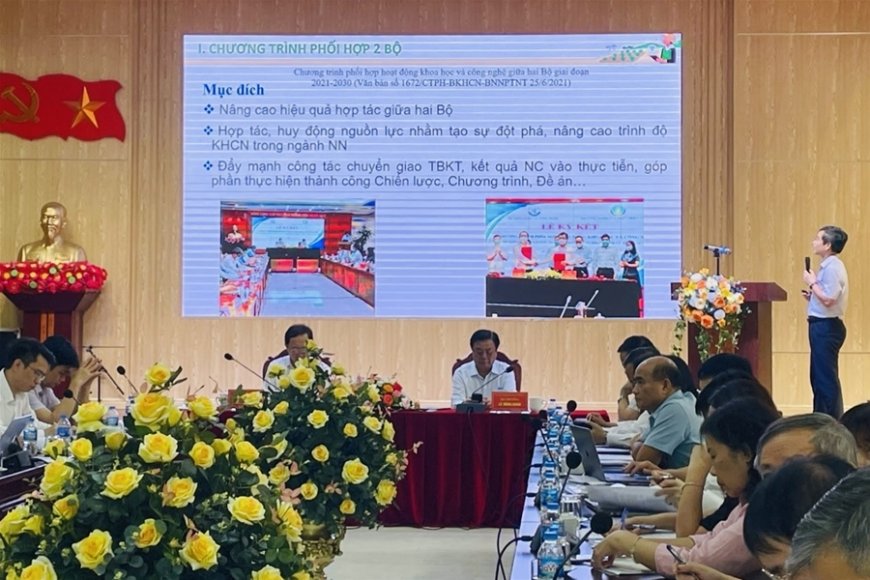 I. CHƯƠNG TRÌNH PHỐI HỢP 2 BỘ
Chương trình phối hợp hoạt động khoa học và công nghệ giữa hai Bộ giai đoạn
2021-2030 (Văn bản số 1672/CTPH-BKHCN-BNNPTNT 25/6/2021)
Mục đích
❖ Nâng cao hiệu quả hợp tác giữa hai Bộ
❖ Hợp tác, huy động nguồn lực nhằm tạo sự đột phá, nâng cao trình độ
KHCN trong ngành NN
❖ Đẩy mạnh công tác chuyển giao TBKT, kết quả NC vào thực tiễn, góp
phần thực hiện thành công Chiến lược, Chương trình, Đề án…
LỄ KÝ KẾT
LỄ KÝ KẾT